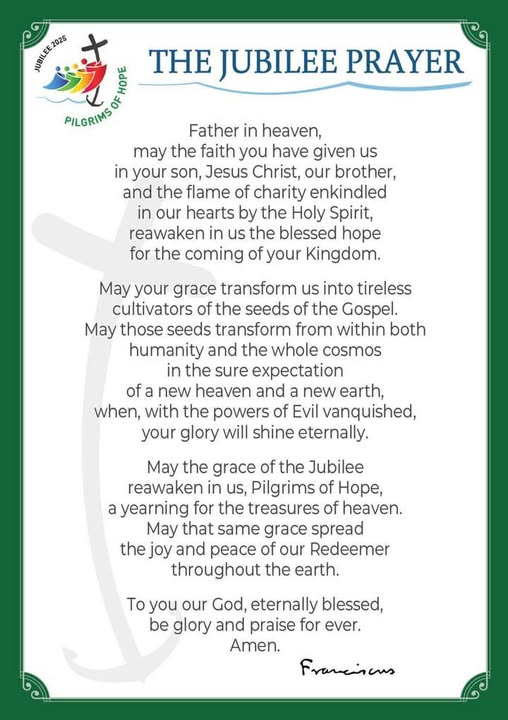 JUBILEE 2025
PILGRIMS OF HOPE
THE JUBILEE PRAYER
Father in heaven,
may the faith you have given us
in your son, Jesus Christ, our brother,
and the flame of charity enkindled
in our hearts by the Holy Spirit,
reawaken in us the blessed hope
for the coming of your Kingdom.
May your grace transform us into tireless
cultivators of the seeds of the Gospel.
May those seeds transform from within both
humanity and the whole cosmos
in the sure expectation
of a new heaven and a new earth,
when, with the powers of Evil vanquished,
your glory will shine eternally.
May the grace of the Jubilee
reawaken in us, Pilgrims of Hope,
a yearning for the treasures of heaven.
May that same grace spread
the joy and peace of our Redeemer
throughout the earth.
To you our God, eternally blessed,
be glory and praise for ever.
Amen.
Franciscus